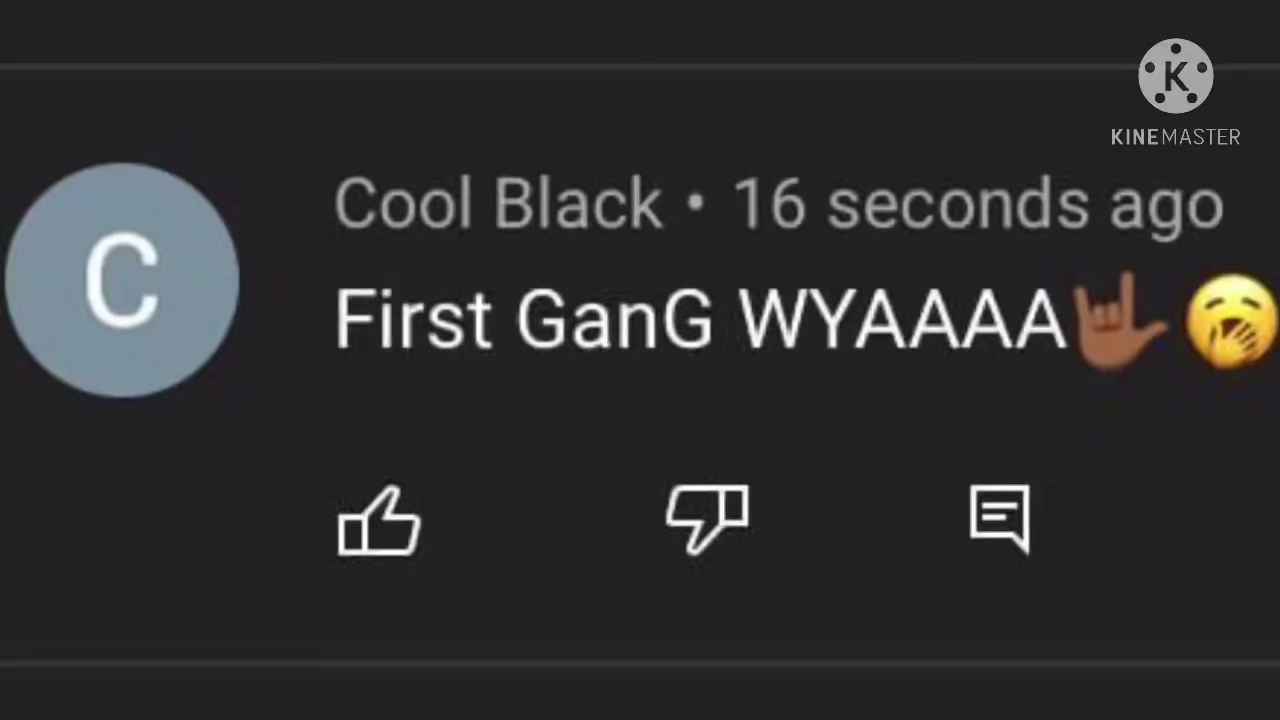 K
KINEMASTER
C
Cool Black • 16 seconds ago
First GanG WYAAAA🤟🏾🥱